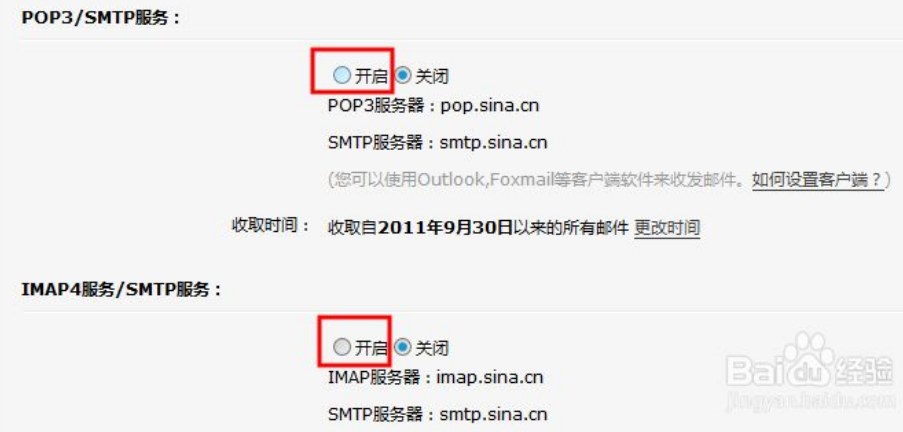 POP3/SMTP服务：
开启 关闭
POP3服务器：pop.sina.cn
SMTP服务器：smtp.sina.cn
(您可以使用Outlook,Foxmail等客户端软件来收发邮件。如何设置客户端？)
收取时间： 收取自2011年9月30日以来的所有邮件 更改时间
IMAP4服务/SMTP服务：
开启 关闭
IMAP服务器：imap.sina.cn
SMTP服务器：smtp.sina.cn
Baidu经验
jingyan.baidu.com